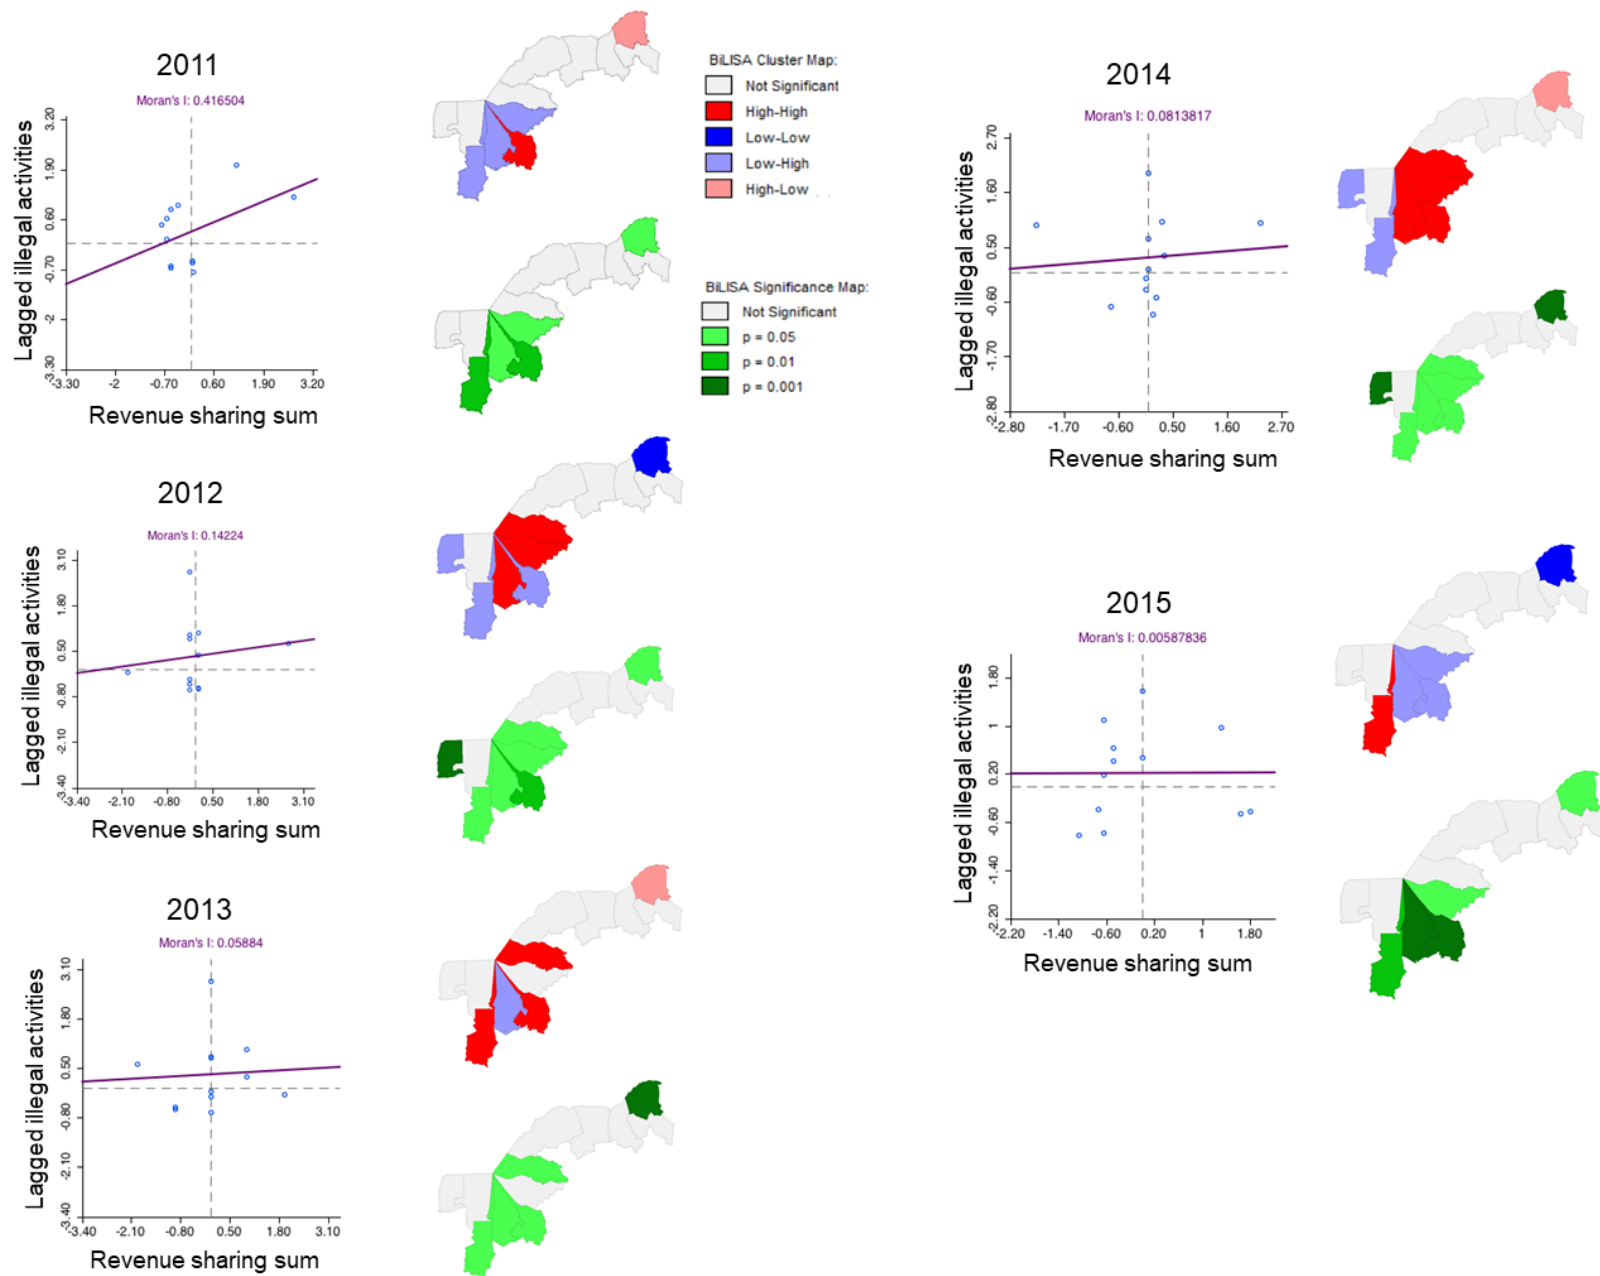 2011
Moran's I: 0.416504
Lagged illegal activities
3.20
1.90
0.60
-0.70
-2
-3.30
-3.30 -2 -0.70 0.60 1.90 3.20
Revenue sharing sum
BiLISA Cluster Map:
Not Significant
High-High
Low-Low
Low-High
High-Low
BiLISA Significance Map:
Not Significant
p = 0.05
p = 0.01
p = 0.001
2012
Moran's I: 0.14224
Lagged illegal activities
3.10
1.80
0.50
-0.80
-2.10
-3.40
-3.40 -2.10 -0.80 0.50 1.80 3.10
Revenue sharing sum
2013
Moran's I: 0.05884
Lagged illegal activities
3.10
1.80
0.50
-0.80
-2.10
-3.40
-3.40 -2.10 -0.80 0.50 1.80 3.10
Revenue sharing sum
2014
Moran's I: 0.0813817
Lagged illegal activities
2.70
1.60
0.50
-0.60
-1.70
-2.80
-2.80 -1.70 -0.60 0.50 1.60 2.70
Revenue sharing sum
2015
Moran's I: 0.00587836
Lagged illegal activities
1.80
1
0.20
-0.60
-1.40
-2.20
-2.20 -1.40 -0.60 0.20 1 1.80
Revenue sharing sum